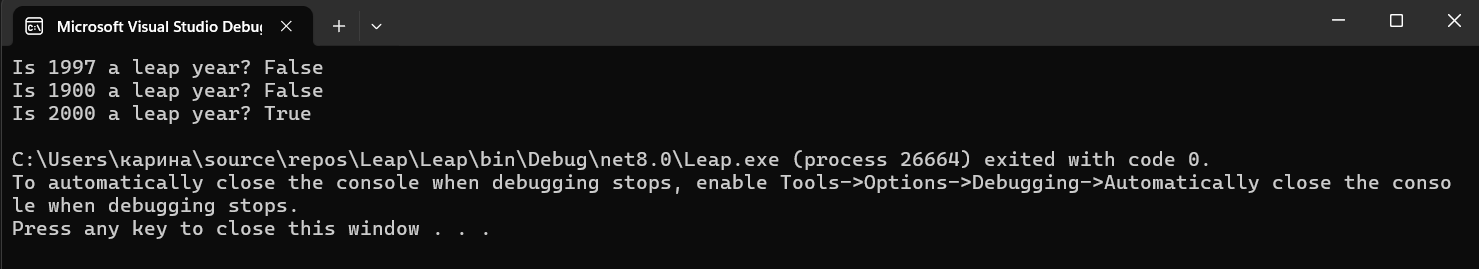 Microsoft Visual Studio Debug
Is 1997 a leap year? False
Is 1900 a leap year? False
Is 2000 a leap year? True
C:\Users\карина\source\repos\Leap\Leap\bin\Debug\net8.0\Leap.exe (process 26664) exited with code 0.
To automatically close the console when debugging stops, enable Tools->Options->Debugging->Automatically close the conso
le when debugging stops.
Press any key to close this window . . .